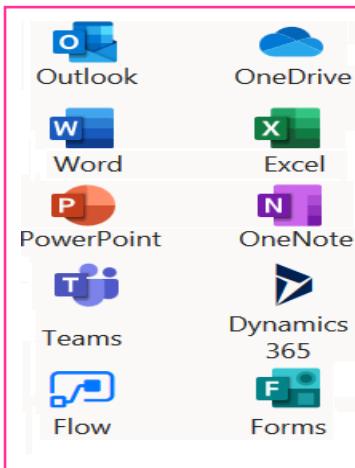 Outlook OneDrive
W X
Word Excel
P N
PowerPoint OneNote
T
Teams Dynamics
365
F
Flow Forms